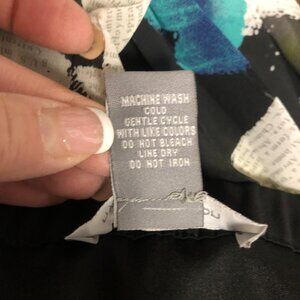 MACHINE WASH
COLD
GENTLE CYCLE
WITH LIKE COLORS
DO NOT BLEACH
LINE DRY
DO NOT IRON